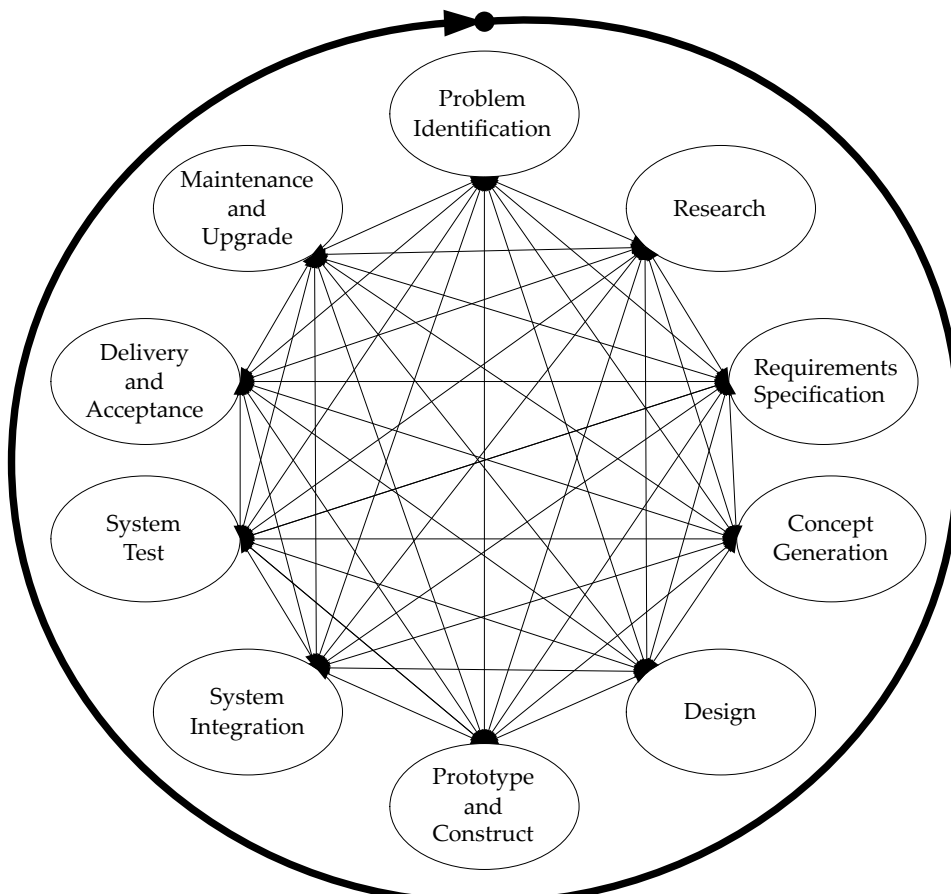 Problem
Identification
Research
Requirements
Specification
Concept
Generation
Design
Prototype
and
Construct
System
Integration
System
Test
Delivery
and
Acceptance
Maintenance
and
Upgrade